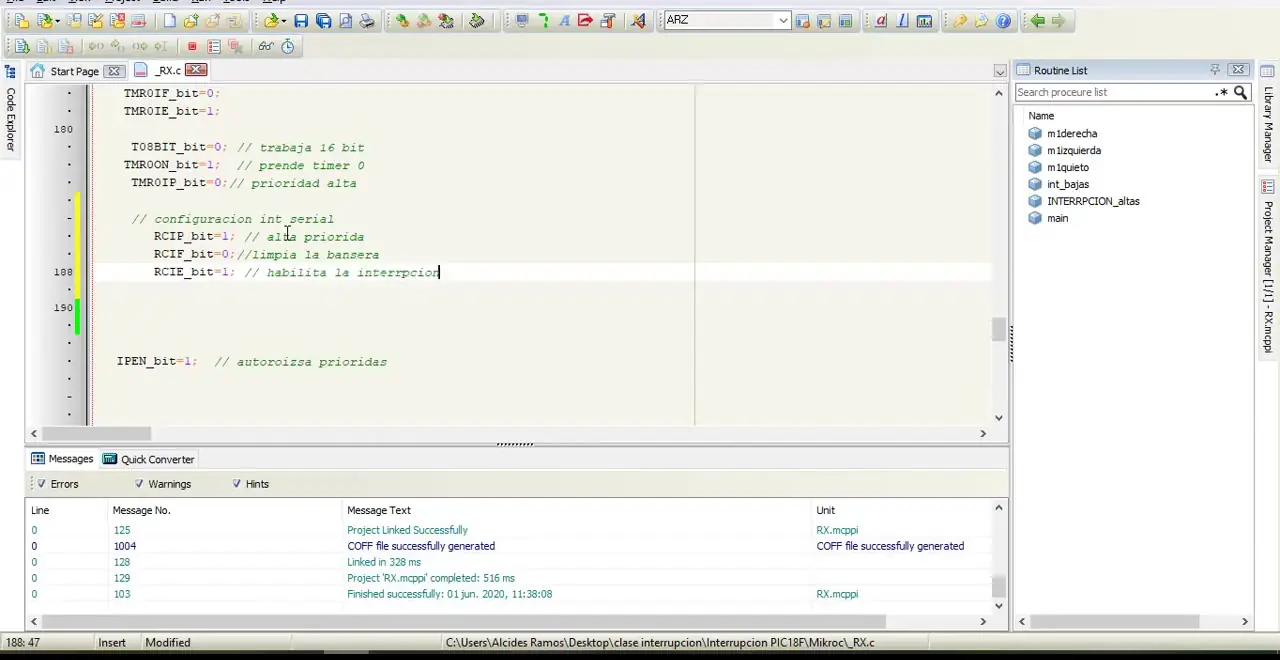 ARZ
Start Page
_RX.c
Routine List
Code Explorer
Library Manager
Project Manager [1/1] - RX.mcppi
Search proceure list
.*
Name
m1derecha
m1izquierda
m1quieto
int_bajas
INTERRPCION_altas
main
TMR0IF_bit=0;
TMR0IE_bit=1;
180
T08BIT_bit=0; // trabaja 16 bit
TMR0ON_bit=1; // prende timer 0
TMR0IP_bit=0;// prioridad alta
// configuracion int serial
RCIP_bit=1; // alta priorida
RCIF_bit=0;//limpia la bansera
188 RCIE_bit=1; // habilita la interrpcion
190
IPEN_bit=1; // autoroizsa prioridas
Messages
Quick Converter
Errors
Warnings
Hints
Line Message No. Message Text Unit
0 125 Project Linked Successfully RX.mcppi
0 1004 COFF file successfully generated COFF file successfully generated
0 128 Linked in 328 ms
0 129 Project 'RX.mcppi' completed: 516 ms
0 103 Finished successfully: 01 jun. 2020, 11:38:08 RX.mcppi
188: 47 Insert Modified C:\Users\Alcides Ramos\Desktop\clase interrupcion\Interrupcion PIC18F\Mikroc\_RX.c